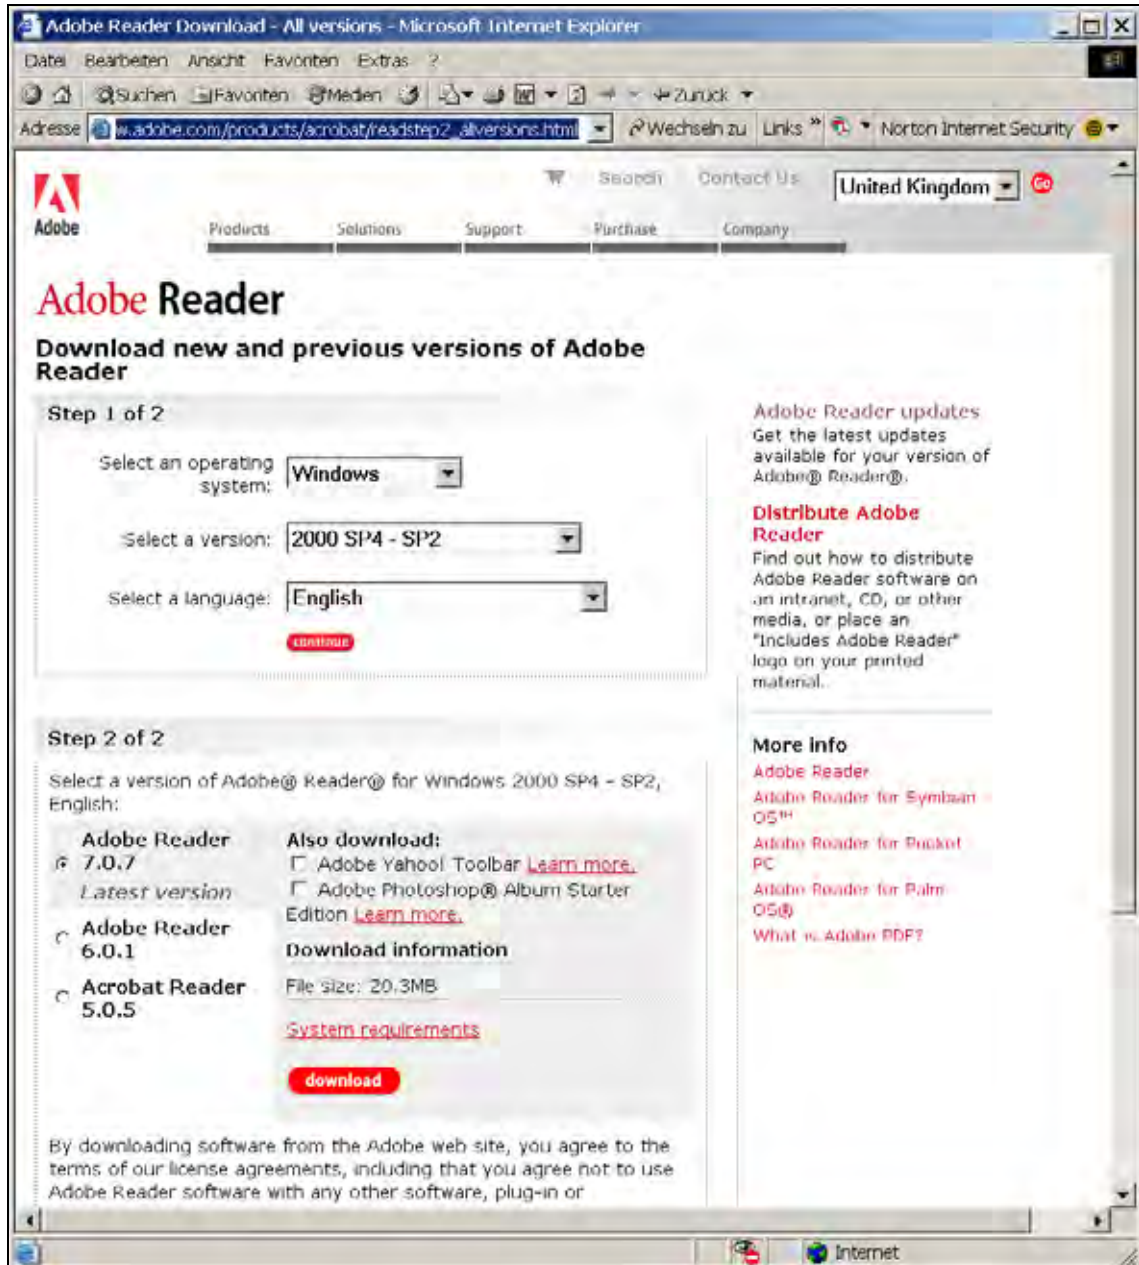 Adobe Reader Download - All versions - Microsoft Internet Explorer
Datei Bearbeiten Ansicht Favoriten Extras ?
Suchen Favoriten Medien Zurück
Adresse w.adobe.com/products/acrobat/readstep2_allversions.html Wechseln zu Links » Norton Internet Security
Search Contact Us United Kingdom Go
Adobe Products Solutions Support Purchase Company
Adobe Reader
Download new and previous versions of Adobe
Reader
Step 1 of 2
Select an operating
system: Windows
Select a version: 2000 SP4 - SP2
Select a language: English
continue
Adobe Reader updates
Get the latest updates
available for your version of
Adobe® Reader®.
Distribute Adobe
Reader
Find out how to distribute
Adobe Reader software on
an intranet, CD, or other
media, or place an
"Includes Adobe Reader"
logo on your printed
material.
Step 2 of 2
Select a version of Adobe® Reader® for Windows 2000 SP4 - SP2,
English:
Adobe Reader
7.0.7
Latest version
Adobe Reader
6.0.1
Acrobat Reader
5.0.5
Also download:
Adobe Yahoo! Toolbar Learn more.
Adobe Photoshop® Album Starter
Edition Learn more.
Download information
File size: 20.3MB
System requirements
download
More info
Adobe Reader
Adobe Reader for Symbian
OS™
Adobe Reader for Pocket
PC
Adobe Reader for Palm
OS®
What is Adobe PDF?
By downloading software from the Adobe web site, you agree to the
terms of our license agreements, including that you agree not to use
Adobe Reader software with any other software, plug-in or
Internet